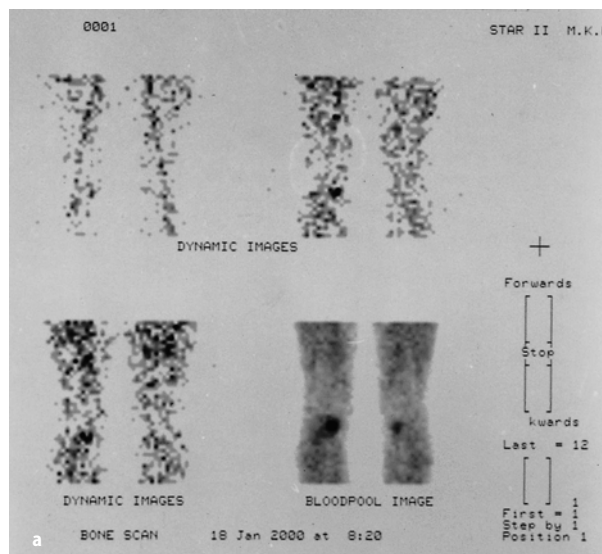 0001
STAR II M.K.
DYNAMIC IMAGES
Forwards
Stop
kwards
Last = 12
DYNAMIC IMAGES
BLOODPOOL IMAGE
1
First = 1
Step by 1
Position 1
a
BONE SCAN 18 Jan 2000 at 8:20